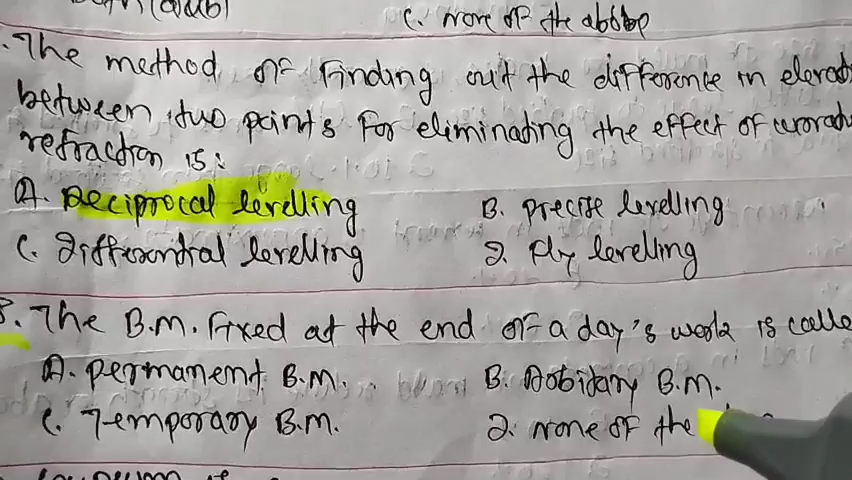 C. none of the above
The method of finding out the difference in elevat
between two points for eliminating the effect of curvatu
refraction is:
A. Reciprocal levelling B. precise levelling
C. Differential levelling D. Fly levelling
8. The B.M. fixed at the end of a day's work is calle
A. permanent B.M. B. Arbitary B.M.
C. Temporary B.M. D. none of the